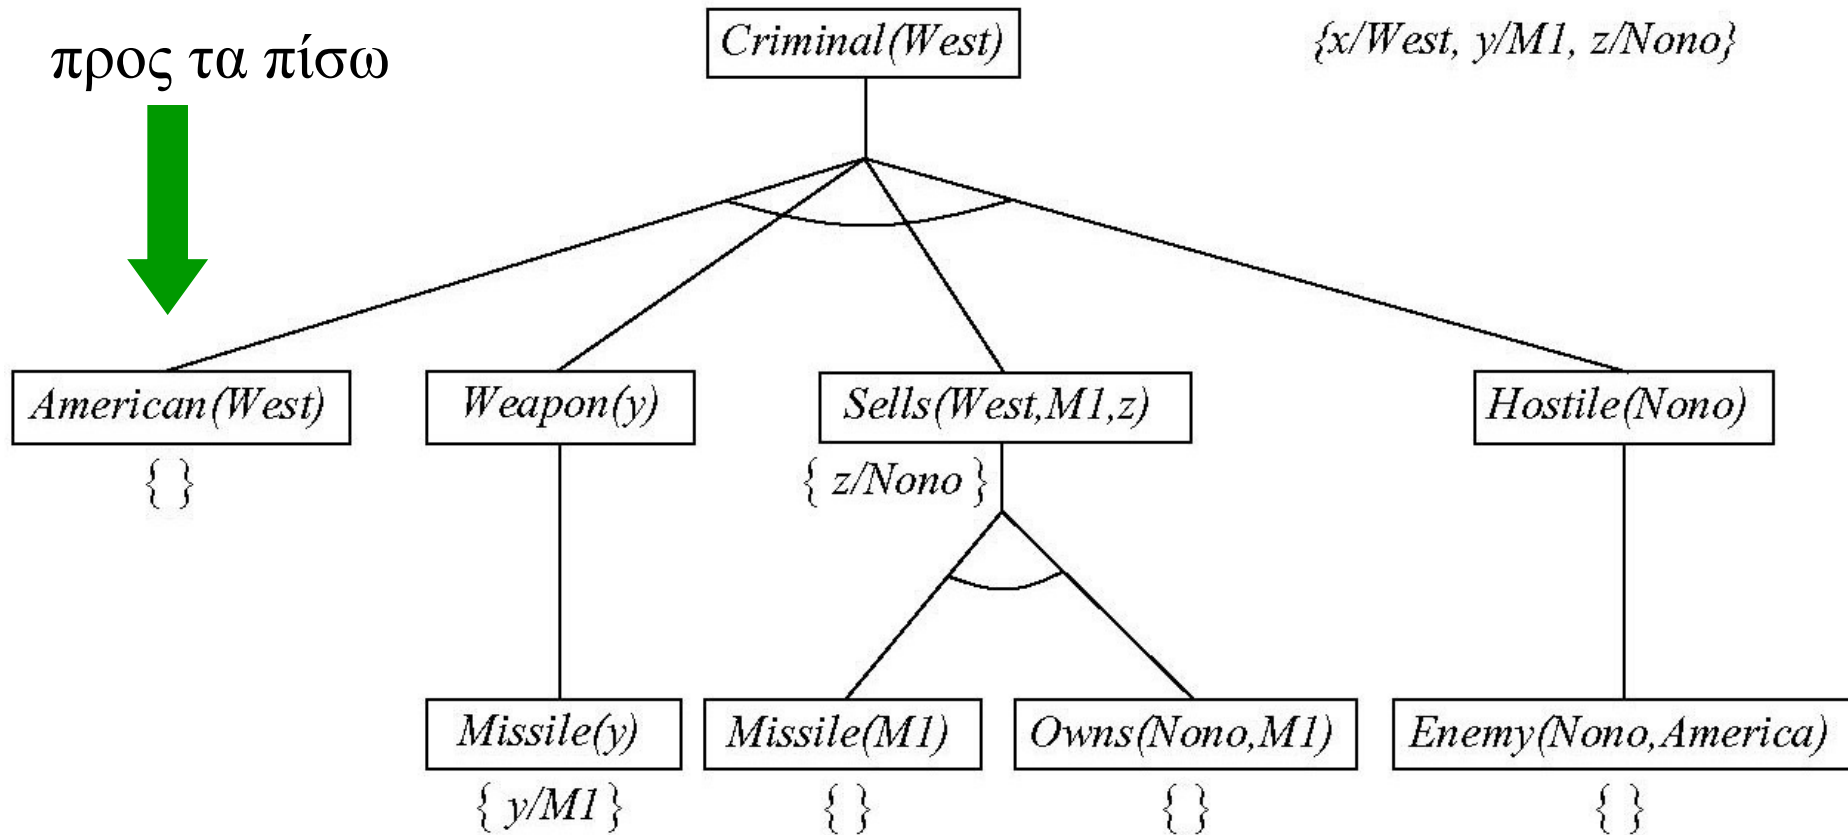 προς τα πίσω
Criminal(West)
{x/West, y/M1, z/Nono}
American(West)
Weapon(y)
Sells(West,M1,z)
Hostile(Nono)
{ }
{ z/Nono }
Missile(y)
Missile(M1)
Owns(Nono,M1)
Enemy(Nono,America)
{ y/M1 }
{ }
{ }
{ }